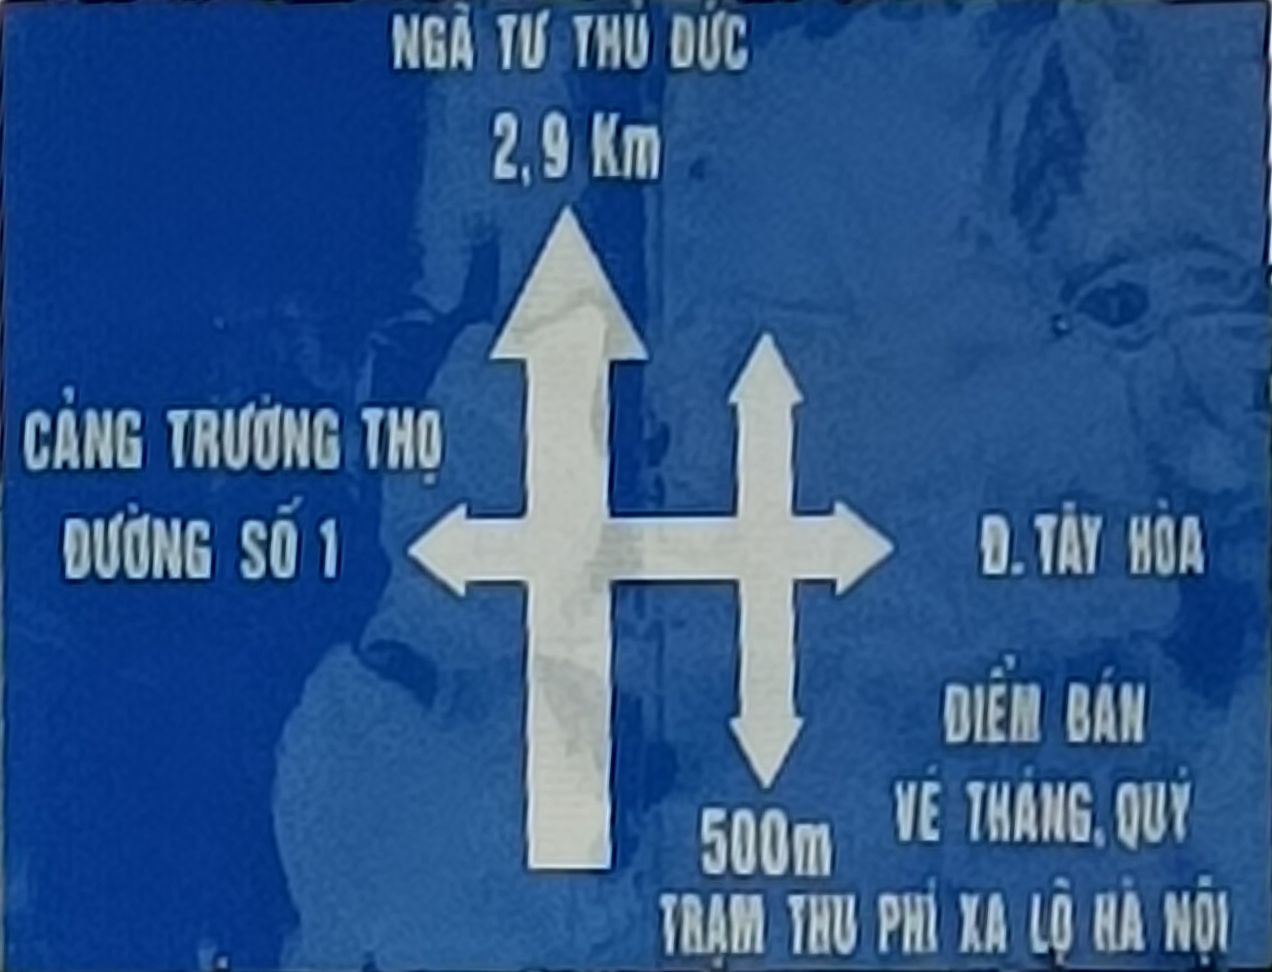 NGÃ TƯ THỦ ĐỨC
2,9 Km
CẢNG TRƯỜNG THỌ
ĐƯỜNG SỐ 1
Đ. TÂY HÒA
ĐIỂM BÁN
VÉ THÁNG, QUÝ
500m
TRẠM THU PHÍ XA LỘ HÀ NỘI